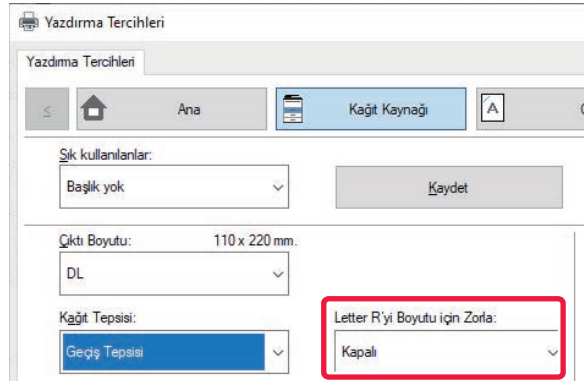 Yazdırma Tercihleri
Yazdırma Tercihleri
< Ana Kağıt Kaynağı A
Sık kullanılanlar:
Başlık yok Kaydet
Çıktı Boyutu: 110 x 220 mm.
DL
Kağıt Tepsisi: Letter R'yi Boyutu için Zorla:
Geçiş Tepsisi Kapalı